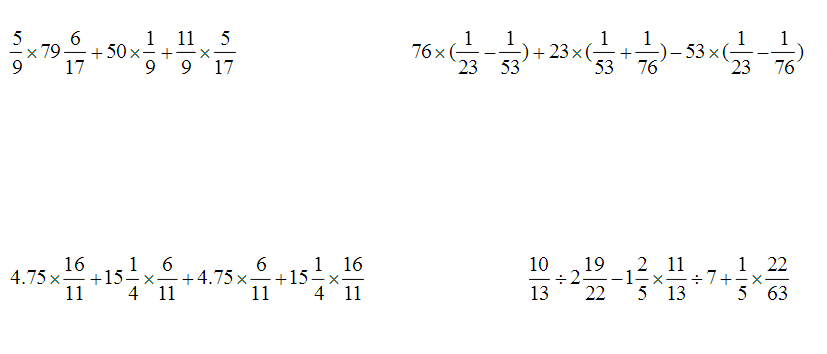 5/9 × 79 6/17 + 50 × 1/9 + 11/9 × 5/17
76 × (1/23 − 1/53) + 23 × (1/53 + 1/76) − 53 × (1/23 − 1/76)
4.75 × 16/11 + 15 1/4 × 6/11 + 4.75 × 6/11 + 15 1/4 × 16/11
10/13 ÷ 2 19/22 − 1 2/5 × 11/13 ÷ 7 + 1/5 × 22/63